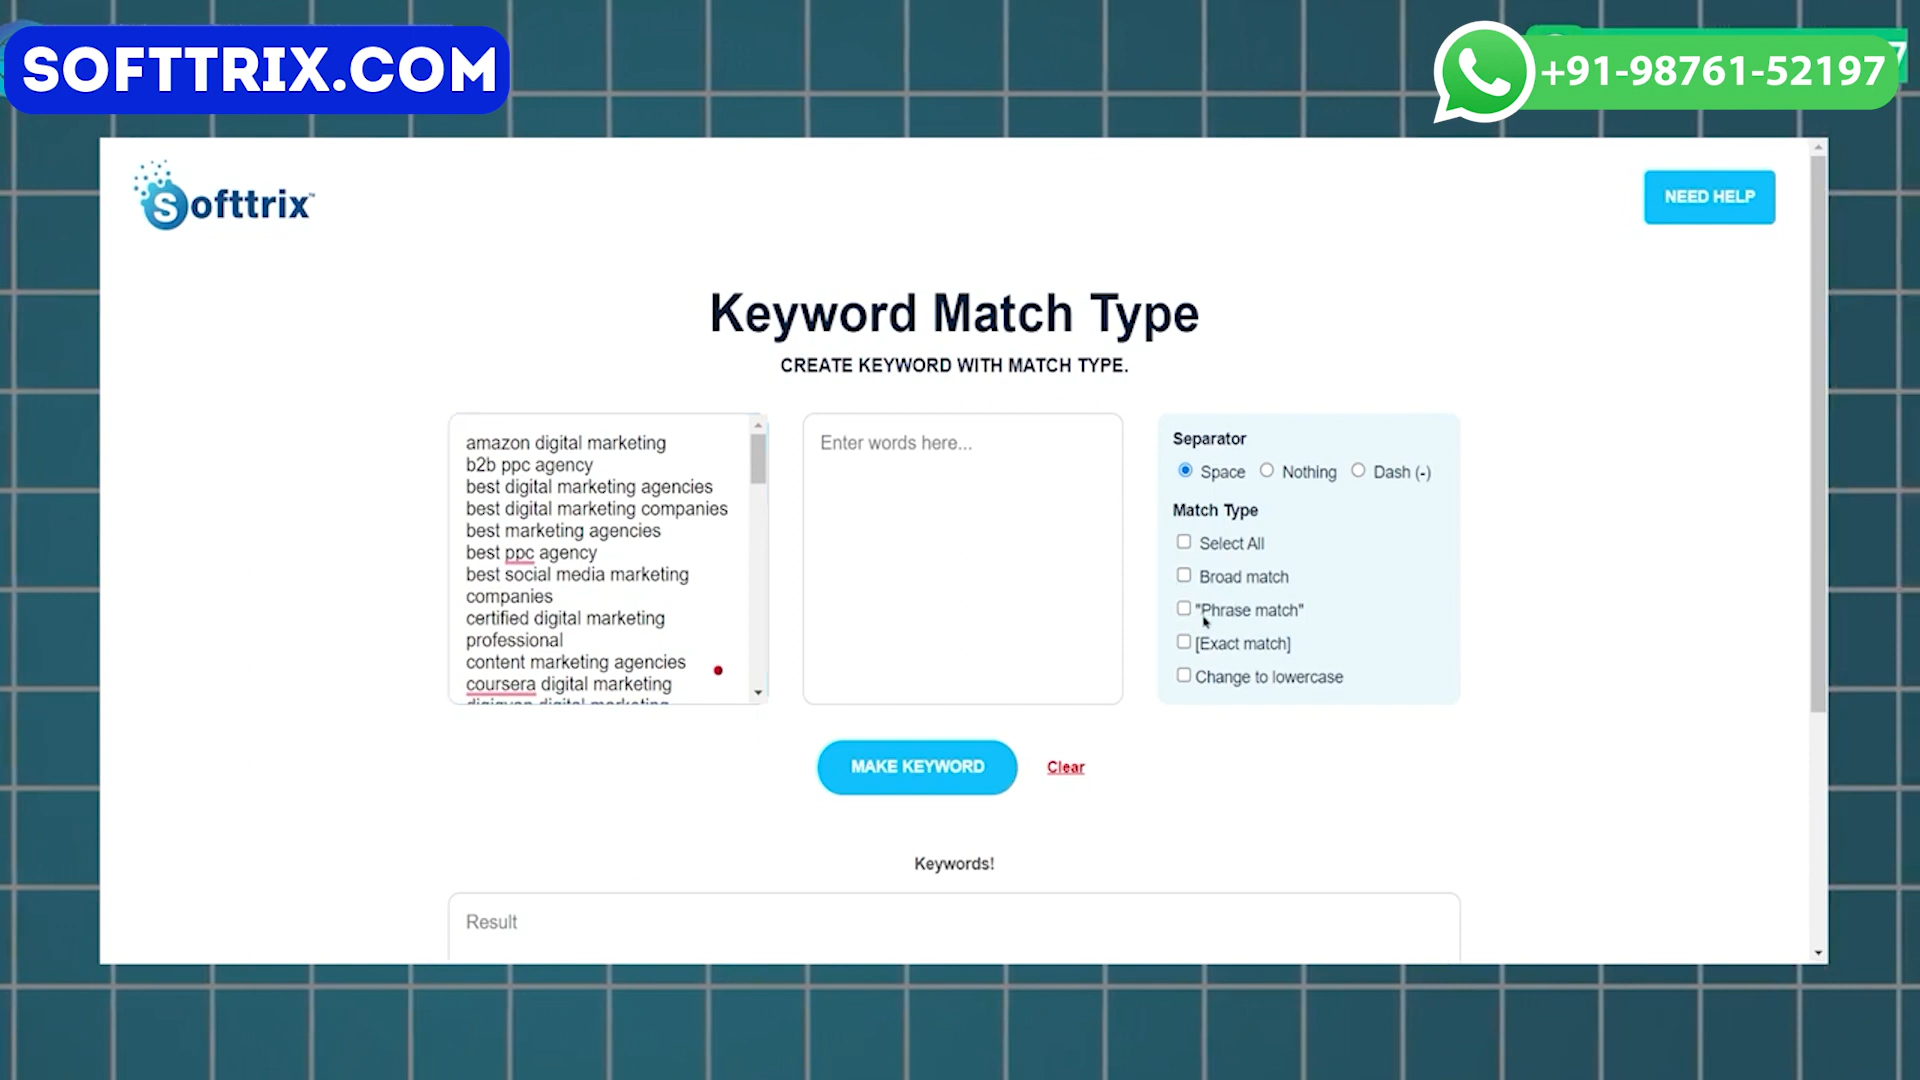 SOFTTRIX.COM
+91-98761-52197
Softtrix™
NEED HELP
Keyword Match Type
CREATE KEYWORD WITH MATCH TYPE.
amazon digital marketing
b2b ppc agency
best digital marketing agencies
best digital marketing companies
best marketing agencies
best ppc agency
best social media marketing
companies
certified digital marketing
professional
content marketing agencies
coursera digital marketing
Enter words here...
Separator
Space
Nothing
Dash (-)
Match Type
Select All
Broad match
"Phrase match"
[Exact match]
Change to lowercase
MAKE KEYWORD
Clear
Keywords!
Result